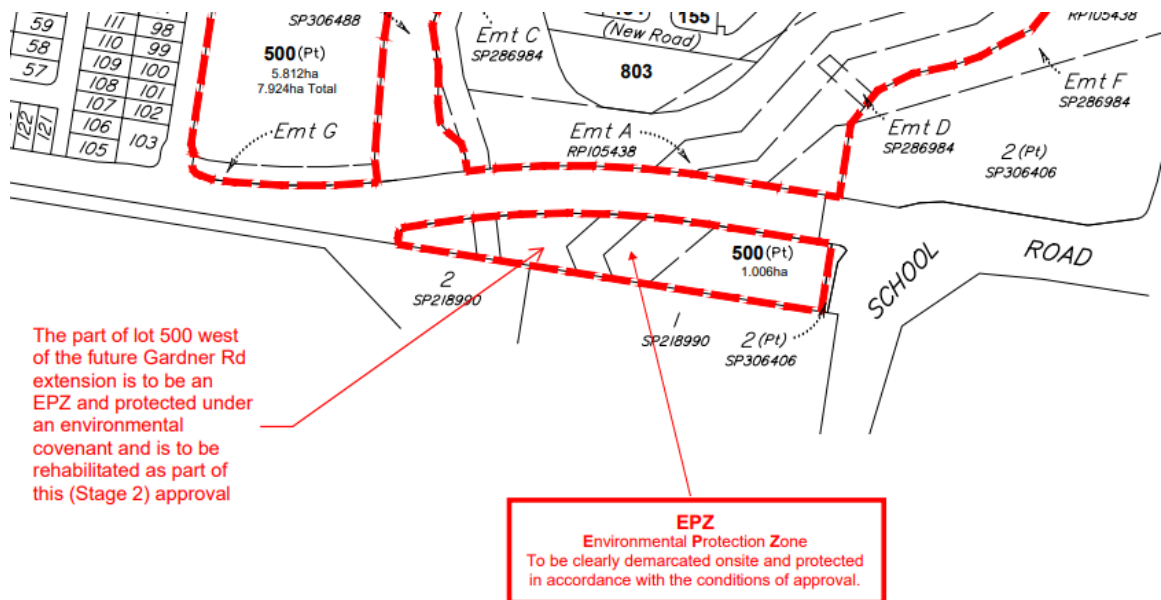 59
58
57
111
110
109
108
107
106
105
98
99
100
101
102
103
122
121
SP306488
500 (Pt)
5.812ha
7.924ha Total
Emt G
Emt C
SP286984
155
(New Road)
803
Emt A
RP105438
RP105438
Emt F
SP286984
Emt D
SP286984
2 (Pt)
SP306406
500 (Pt)
1.006ha
SCHOOL
ROAD
2
SP218990
1
SP218990
2 (Pt)
SP306406
The part of lot 500 west
of the future Gardner Rd
extension is to be an
EPZ and protected under
an environmental
covenant and is to be
rehabilitated as part of
this (Stage 2) approval
EPZ
Environmental Protection Zone
To be clearly demarcated onsite and protected
in accordance with the conditions of approval.